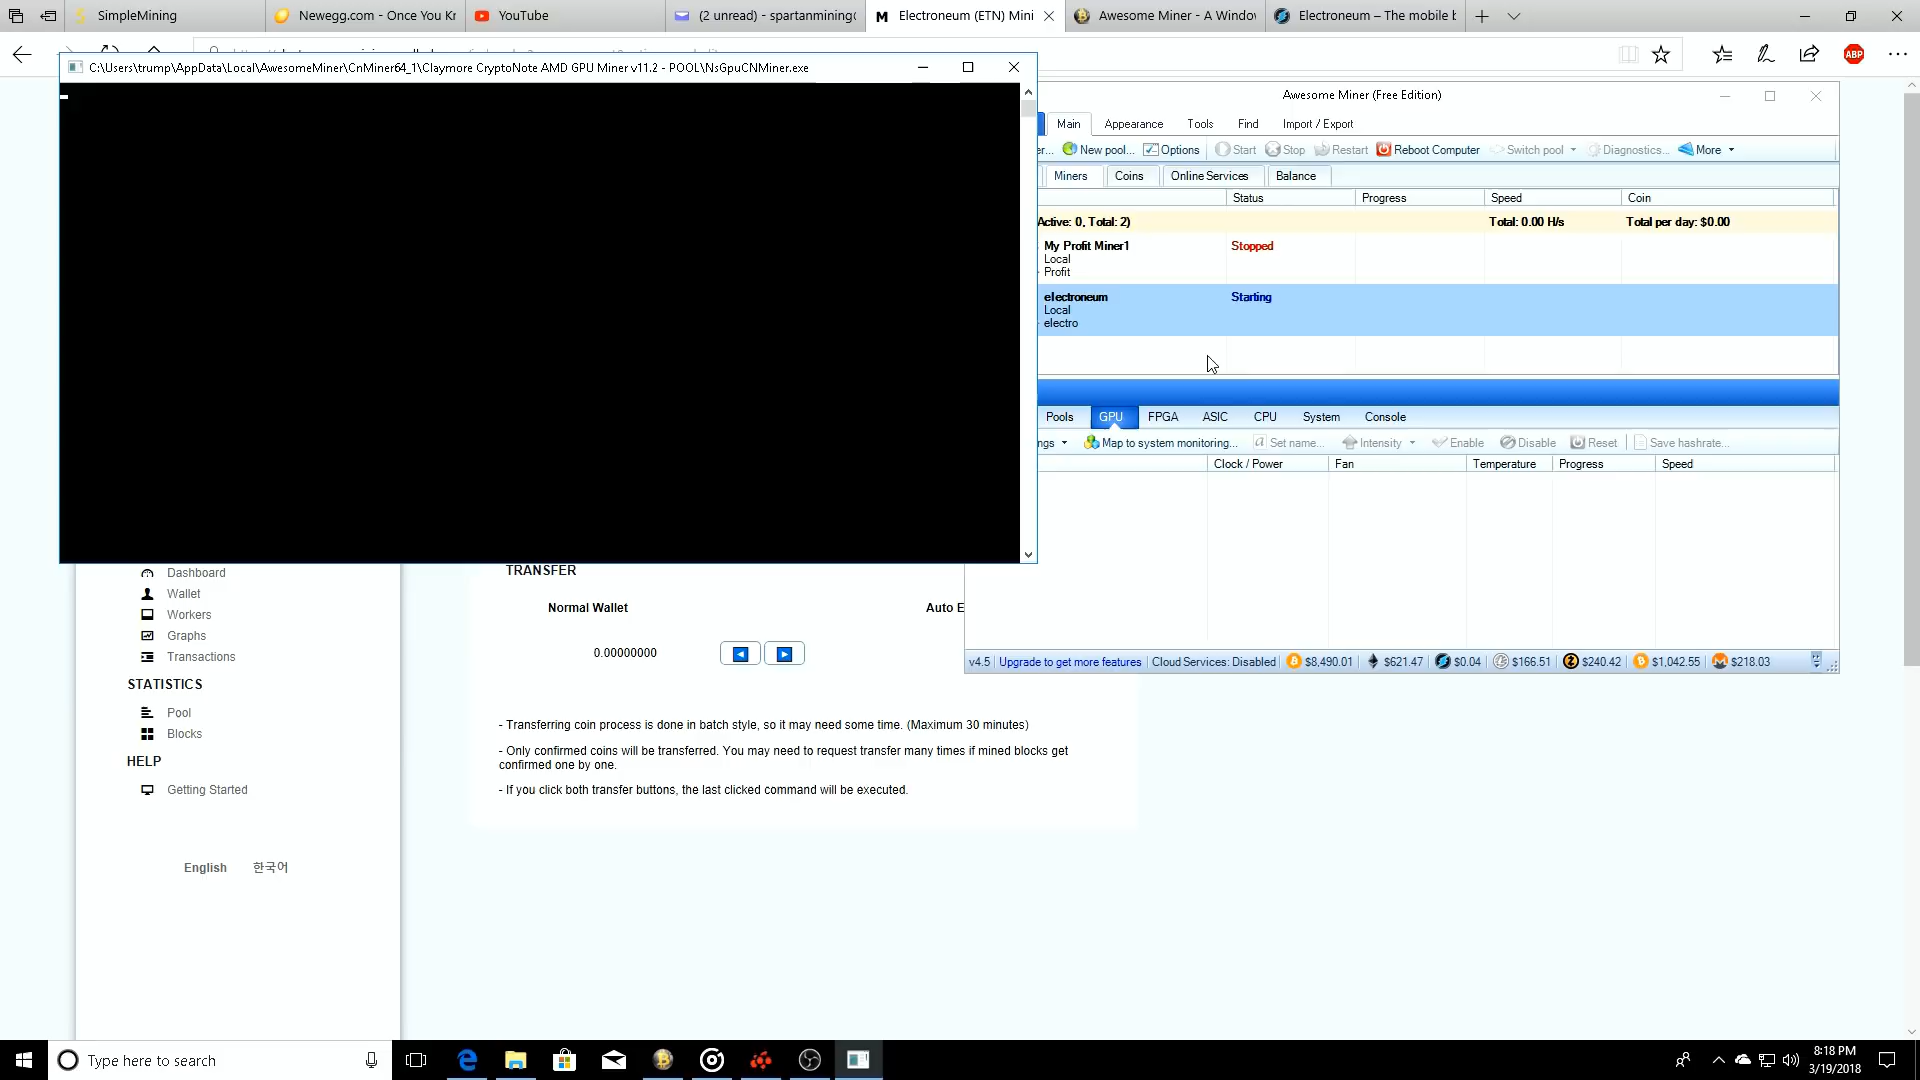 SimpleMining
Newegg.com - Once You Kr
YouTube
(2 unread) - spartanmining(
M Electroneum (ETN) Mini
Awesome Miner - A Windov
Electroneum – The mobile b
ABP
C:\Users\trump\AppData\Local\AwesomeMiner\CnMiner64_1\Claymore CryptoNote AMD GPU Miner v11.2 - POOL\NsGpuCNMiner.exe
Awesome Miner (Free Edition)
Main Appearance Tools Find Import / Export
er... New pool... Options Start Stop Restart Reboot Computer Switch pool Diagnostics... More
Miners Coins Online Services Balance
Status Progress Speed Coin
Active: 0, Total: 2) Total: 0.00 H/s Total per day: $0.00
My Profit Miner1 Stopped
Local
Profit
electroneum Starting
Local
electro
Pools GPU FPGA ASIC CPU System Console
ngs Map to system monitoring... Set name... Intensity Enable Disable Reset Save hashrate...
Clock / Power Fan Temperature Progress Speed
v4.5 Upgrade to get more features Cloud Services: Disabled $8,490.01 $621.47 $0.04 $166.51 $240.42 $1,042.55 $218.03
Dashboard
Wallet
Workers
Graphs
Transactions
STATISTICS
Pool
Blocks
HELP
Getting Started
English 한국어
TRANSFER
Normal Wallet Auto E
0.00000000
- Transferring coin process is done in batch style, so it may need some time. (Maximum 30 minutes)
- Only confirmed coins will be transferred. You may need to request transfer many times if mined blocks get
confirmed one by one.
- If you click both transfer buttons, the last clicked command will be executed.
Type here to search
8:18 PM
3/19/2018